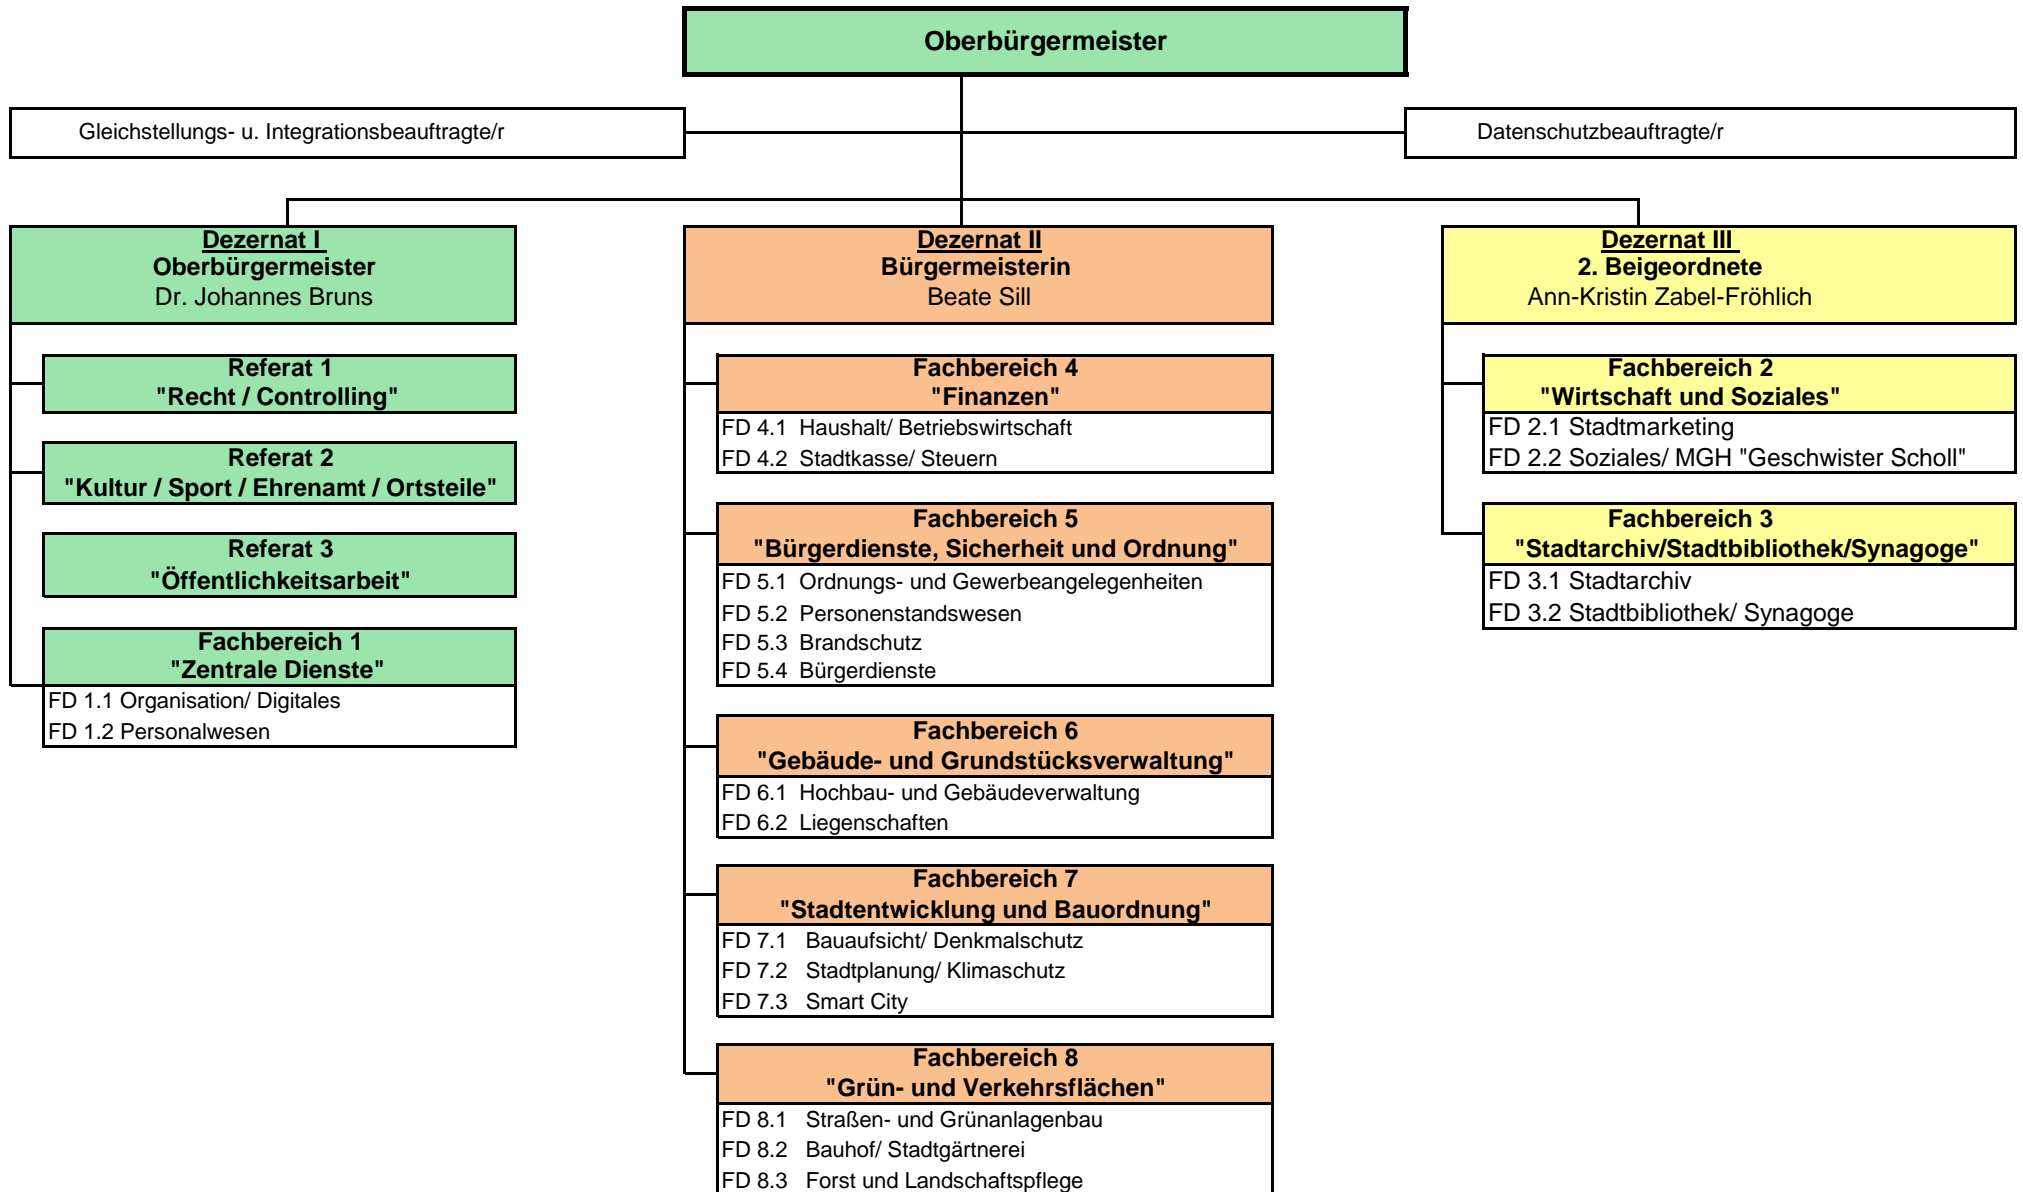 Oberbürgermeister
Gleichstellungs- u. Integrationsbeauftragte/r
Datenschutzbeauftragte/r
Dezernat I
Oberbürgermeister
Dr. Johannes Bruns
Referat 1
"Recht / Controlling"
Referat 2
"Kultur / Sport / Ehrenamt / Ortsteile"
Referat 3
"Öffentlichkeitsarbeit"
Fachbereich 1
"Zentrale Dienste"
FD 1.1 Organisation/ Digitales
FD 1.2 Personalwesen
Dezernat II
Bürgermeisterin
Beate Sill
Fachbereich 4
"Finanzen"
FD 4.1 Haushalt/ Betriebswirtschaft
FD 4.2 Stadtkasse/ Steuern
Fachbereich 5
"Bürgerdienste, Sicherheit und Ordnung"
FD 5.1 Ordnungs- und Gewerbeangelegenheiten
FD 5.2 Personenstandswesen
FD 5.3 Brandschutz
FD 5.4 Bürgerdienste
Fachbereich 6
"Gebäude- und Grundstücksverwaltung"
FD 6.1 Hochbau- und Gebäudeverwaltung
FD 6.2 Liegenschaften
Fachbereich 7
"Stadtentwicklung und Bauordnung"
FD 7.1 Bauaufsicht/ Denkmalschutz
FD 7.2 Stadtplanung/ Klimaschutz
FD 7.3 Smart City
Fachbereich 8
"Grün- und Verkehrsflächen"
FD 8.1 Straßen- und Grünanlagenbau
FD 8.2 Bauhof/ Stadtgärtnerei
FD 8.3 Forst und Landschaftspflege
Dezernat III
2. Beigeordnete
Ann-Kristin Zabel-Fröhlich
Fachbereich 2
"Wirtschaft und Soziales"
FD 2.1 Stadtmarketing
FD 2.2 Soziales/ MGH "Geschwister Scholl"
Fachbereich 3
"Stadtarchiv/Stadtbibliothek/Synagoge"
FD 3.1 Stadtarchiv
FD 3.2 Stadtbibliothek/ Synagoge